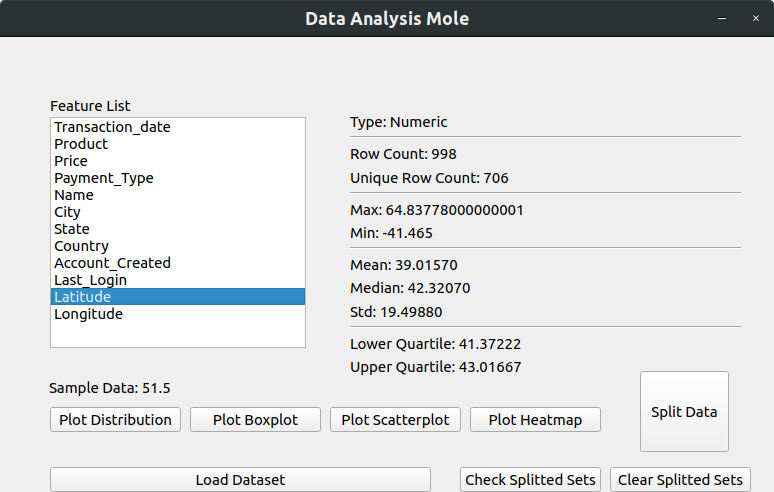 Data Analysis Mole
Feature List
Transaction_date
Product
Price
Payment_Type
Name
City
State
Country
Account_Created
Last_Login
Latitude
Longitude
Type: Numeric
Row Count: 998
Unique Row Count: 706
Max: 64.83778000000001
Min: -41.465
Mean: 39.01570
Median: 42.32070
Std: 19.49880
Lower Quartile: 41.37222
Upper Quartile: 43.01667
Sample Data: 51.5
Plot Distribution
Plot Boxplot
Plot Scatterplot
Plot Heatmap
Split Data
Load Dataset
Check Splitted Sets
Clear Splitted Sets